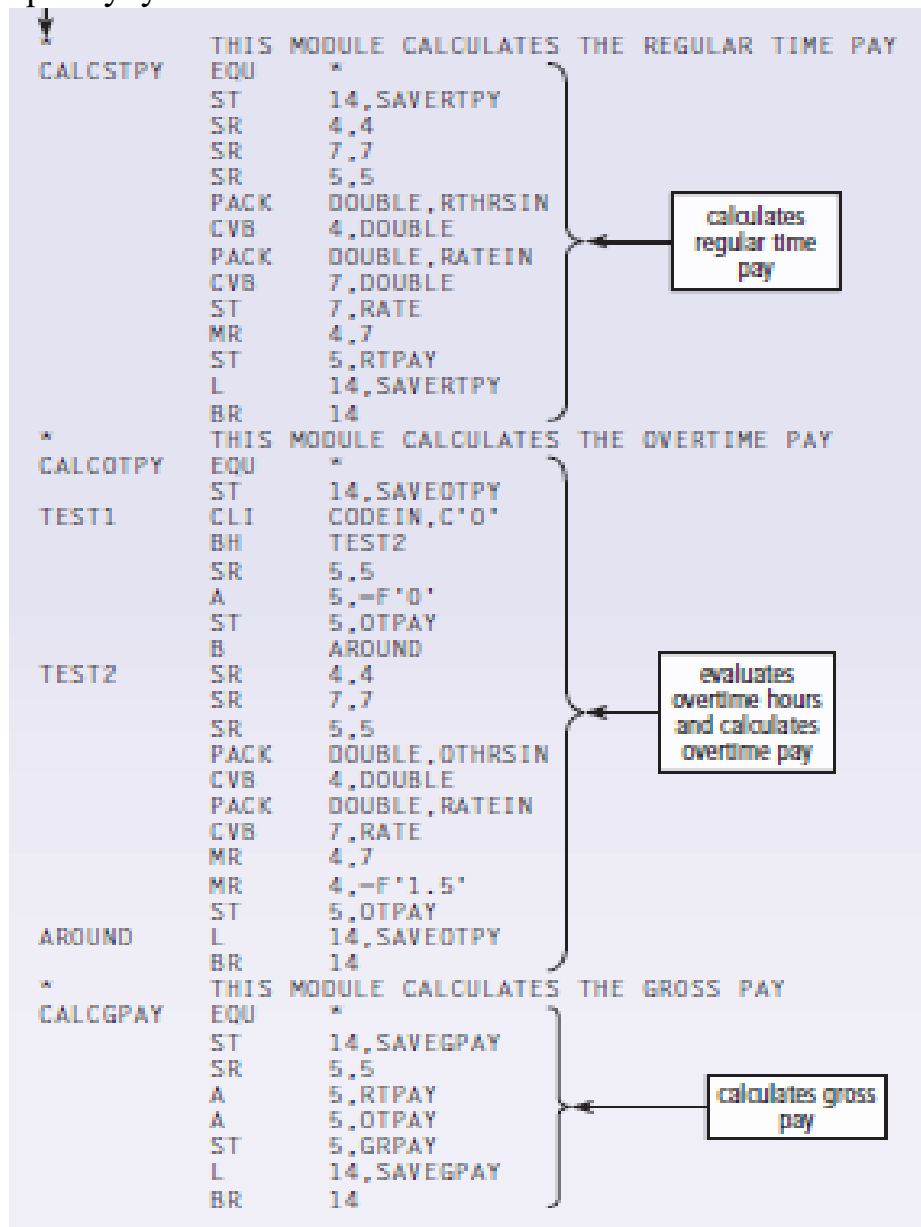 * THIS MODULE CALCULATES THE REGULAR TIME PAY
CALCSTPY EQU *
ST 14,SAVERTPY
SR 4,4
SR 7,7
SR 5,5
PACK DOUBLE,RTHRSIN
CVB 4,DOUBLE
PACK DOUBLE,RATEIN
CVB 7,DOUBLE
ST 7,RATE
MR 4,7
ST 5,RTPAY
L 14,SAVERTPY
BR 14
calculates
regular time
pay
* THIS MODULE CALCULATES THE OVERTIME PAY
CALCOTPY EQU *
ST 14,SAVEOTPY
TEST1 CLI CODEIN,C'O'
BH TEST2
SR 5,5
A 5,=F'0'
ST 5,OTPAY
B AROUND
TEST2 SR 4,4
SR 7,7
SR 5,5
PACK DOUBLE,OTHRSIN
CVB 4,DOUBLE
PACK DOUBLE,RATEIN
CVB 7,RATE
MR 4,7
MR 4,=F'1.5'
ST 5,OTPAY
AROUND L 14,SAVEOTPY
BR 14
evaluates
overtime hours
and calculates
overtime pay
* THIS MODULE CALCULATES THE GROSS PAY
CALCGPAY EQU *
ST 14,SAVEGPAY
SR 5,5
A 5,RTPAY
A 5,OTPAY
ST 5,GRPAY
L 14,SAVEGPAY
BR 14
calculates gross
pay